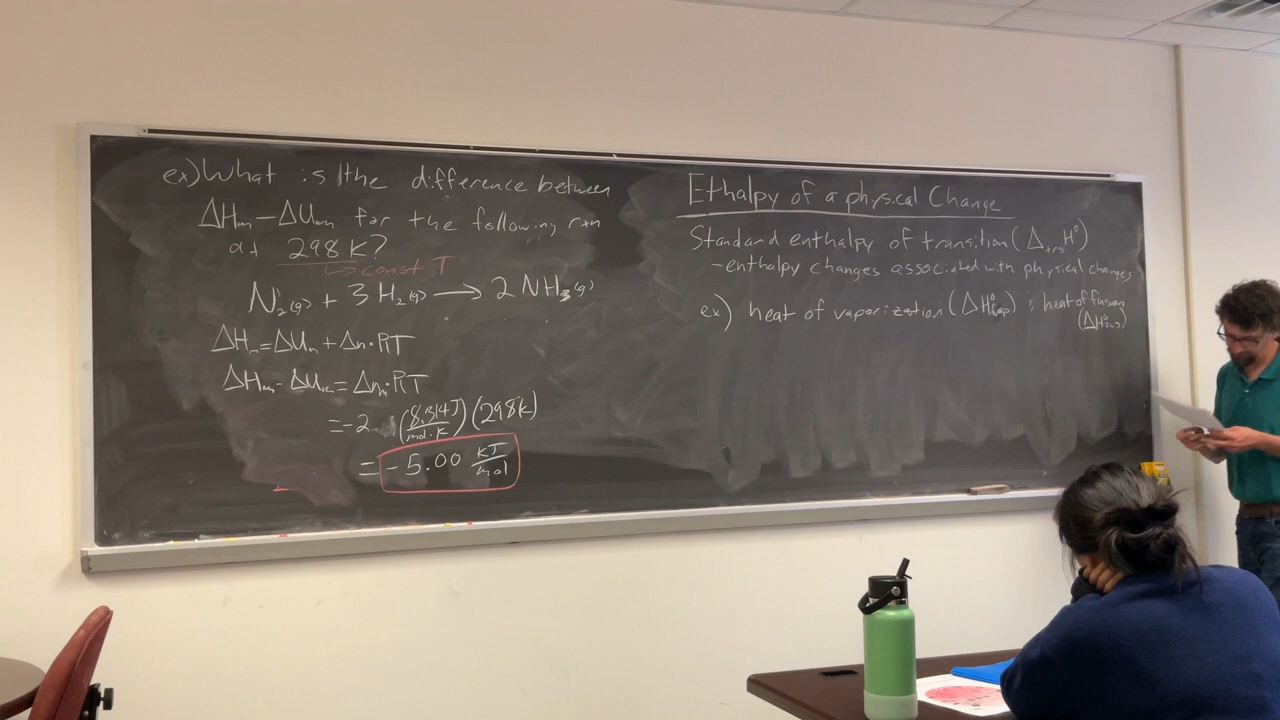 ex) What is the difference between
ΔHₘ - ΔUₘ for the following rxn
at 298 K?
↳ const T
N₂(g) + 3 H₂(g) ⟶ 2 NH₃(g)
ΔHₘ = ΔUₘ + Δn·RT
ΔHₘ - ΔUₘ = Δn·RT
= -2 (8.314 J / mol·K) (298 K)
= -5.00 kJ/mol
Ethalpy of a physical Change
Standard enthalpy of transition (ΔₜᵣₛH°)
- enthalpy changes associated with physical changes
ex) heat of vaporization (ΔH°vap) & heat of fusion
(ΔH°fus)